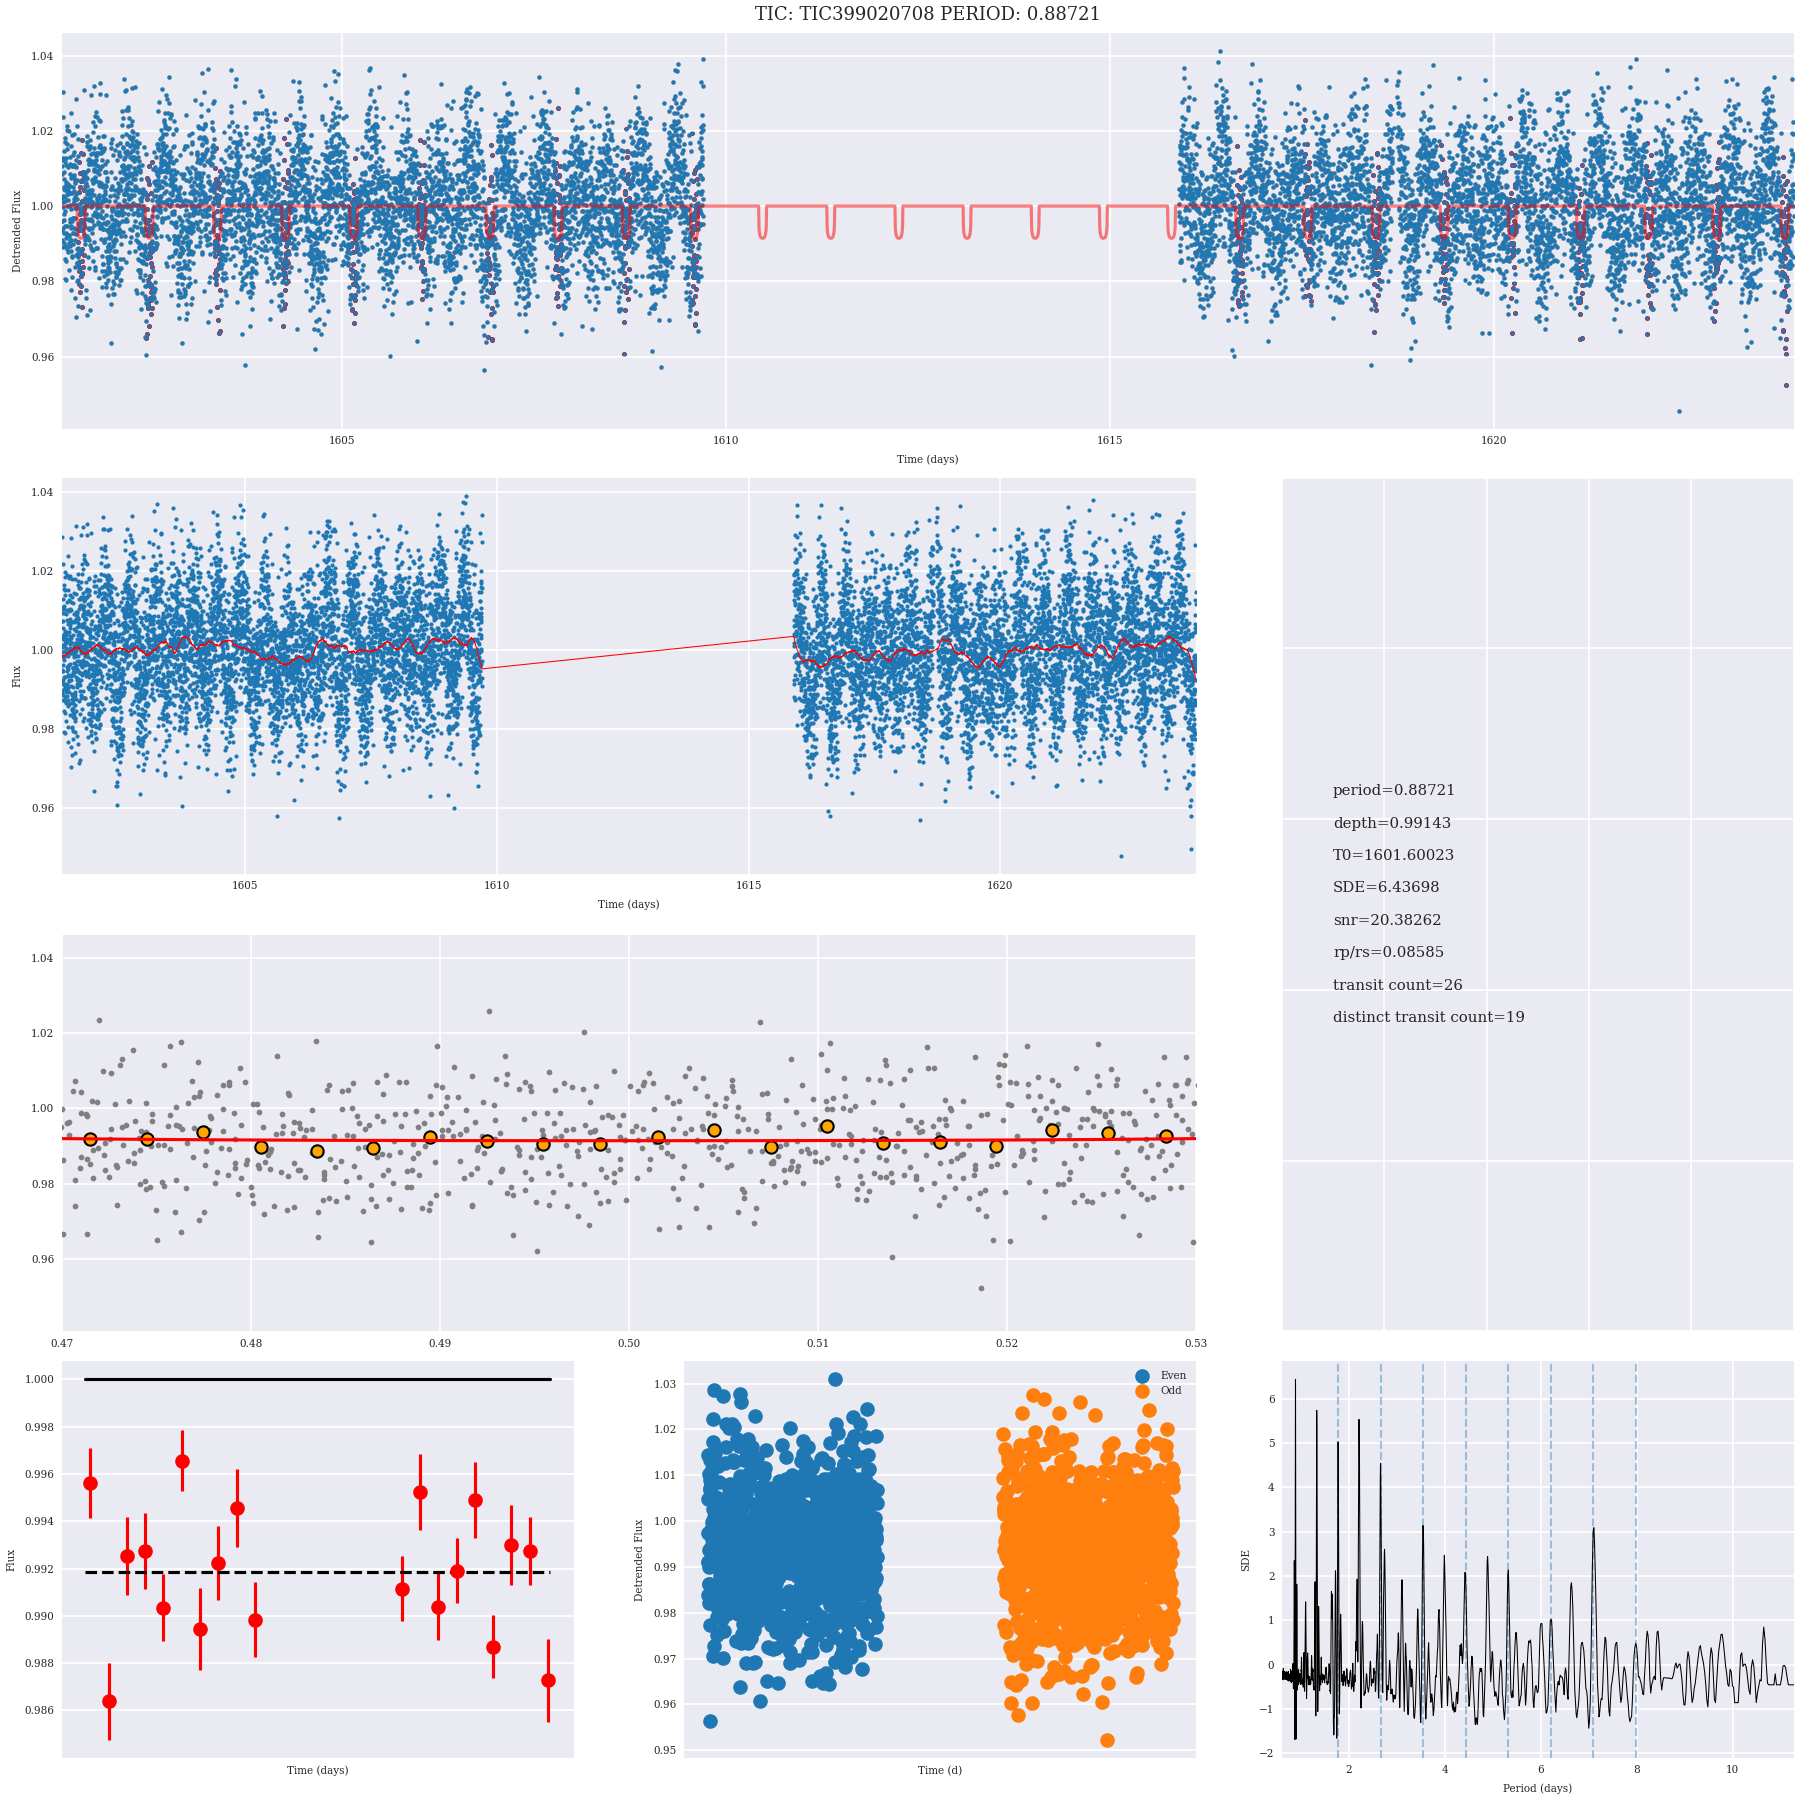 TIC: TIC399020708 PERIOD: 0.88721
1.04
1.02
1.00
0.98
0.96
Detrended Flux
1605
1610
1615
1620
Time (days)
1.04
1.02
1.00
0.98
0.96
Flux
1605
1610
1615
1620
Time (days)
period=0.88721
depth=0.99143
T0=1601.60023
SDE=6.43698
snr=20.38262
rp/rs=0.08585
transit count=26
distinct transit count=19
1.04
1.02
1.00
0.98
0.96
0.47
0.48
0.49
0.50
0.51
0.52
0.53
1.000
0.998
0.996
0.994
0.992
0.990
0.988
0.986
Flux
Time (days)
Even
Odd
1.03
1.02
1.01
1.00
0.99
0.98
0.97
0.96
0.95
Detrended Flux
Time (d)
6
5
4
3
2
1
0
−1
−2
SDE
2
4
6
8
10
Period (days)